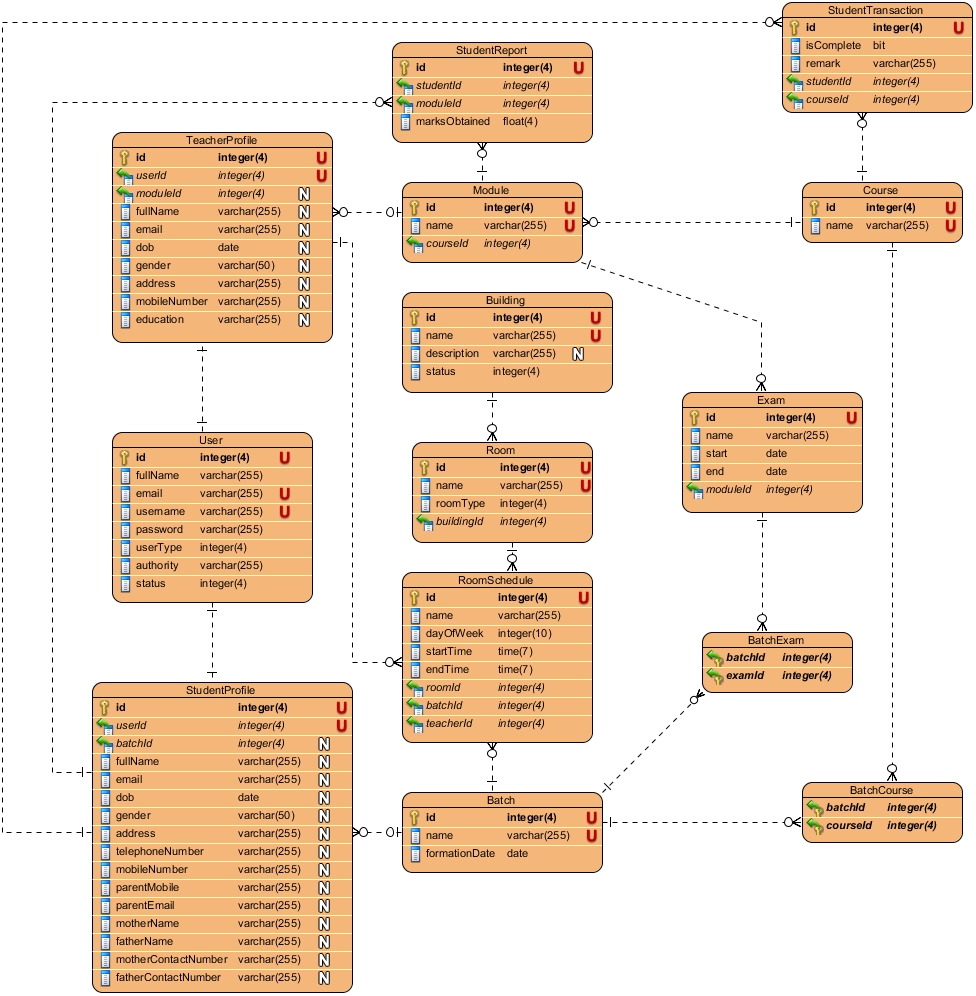 StudentTransaction
id integer(4) U
isComplete bit
remark varchar(255)
studentId integer(4)
courseId integer(4)
StudentReport
id integer(4) U
studentId integer(4)
moduleId integer(4)
marksObtained float(4)
TeacherProfile
id integer(4) U
userId integer(4) U
moduleId integer(4) N
fullName varchar(255) N
email varchar(255) N
dob date N
gender varchar(50) N
address varchar(255) N
mobileNumber varchar(255) N
education varchar(255) N
Module
id integer(4) U
name varchar(255) U
courseId integer(4)
Course
id integer(4) U
name varchar(255) U
Building
id integer(4) U
name varchar(255) U
description varchar(255) N
status integer(4)
Exam
id integer(4) U
name varchar(255)
start date
end date
moduleId integer(4)
User
id integer(4) U
fullName varchar(255)
email varchar(255) U
username varchar(255) U
password varchar(255)
userType integer(4)
authority varchar(255)
status integer(4)
Room
id integer(4) U
name varchar(255) U
roomType integer(4)
buildingId integer(4)
RoomSchedule
id integer(4) U
name varchar(255)
dayOfWeek integer(10)
startTime time(7)
endTime time(7)
roomId integer(4)
batchId integer(4)
teacherId integer(4)
BatchExam
batchId integer(4)
examId integer(4)
StudentProfile
id integer(4) U
userId integer(4) U
batchId integer(4) N
fullName varchar(255) N
email varchar(255) N
dob date N
gender varchar(50) N
address varchar(255) N
telephoneNumber varchar(255) N
mobileNumber varchar(255) N
parentMobile varchar(255) N
parentEmail varchar(255) N
motherName varchar(255) N
fatherName varchar(255) N
motherContactNumber varchar(255) N
fatherContactNumber varchar(255) N
Batch
id integer(4) U
name varchar(255) U
formationDate date
BatchCourse
batchId integer(4)
courseId integer(4)